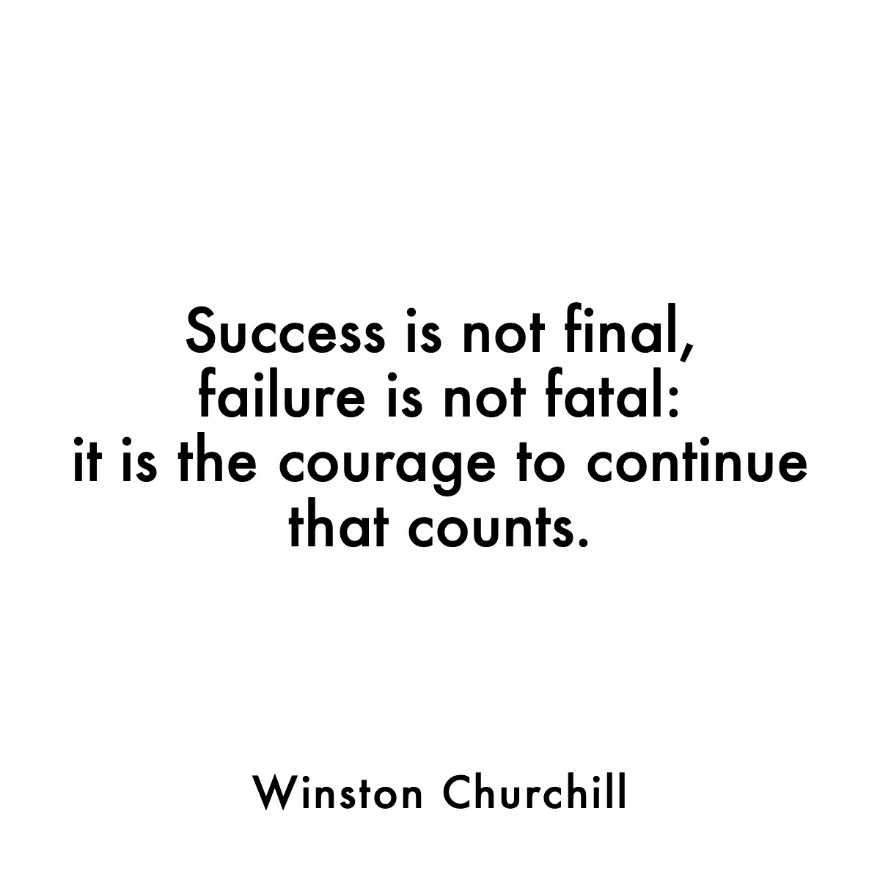 Success is not final,
failure is not fatal:
it is the courage to continue
that counts.
Winston Churchill